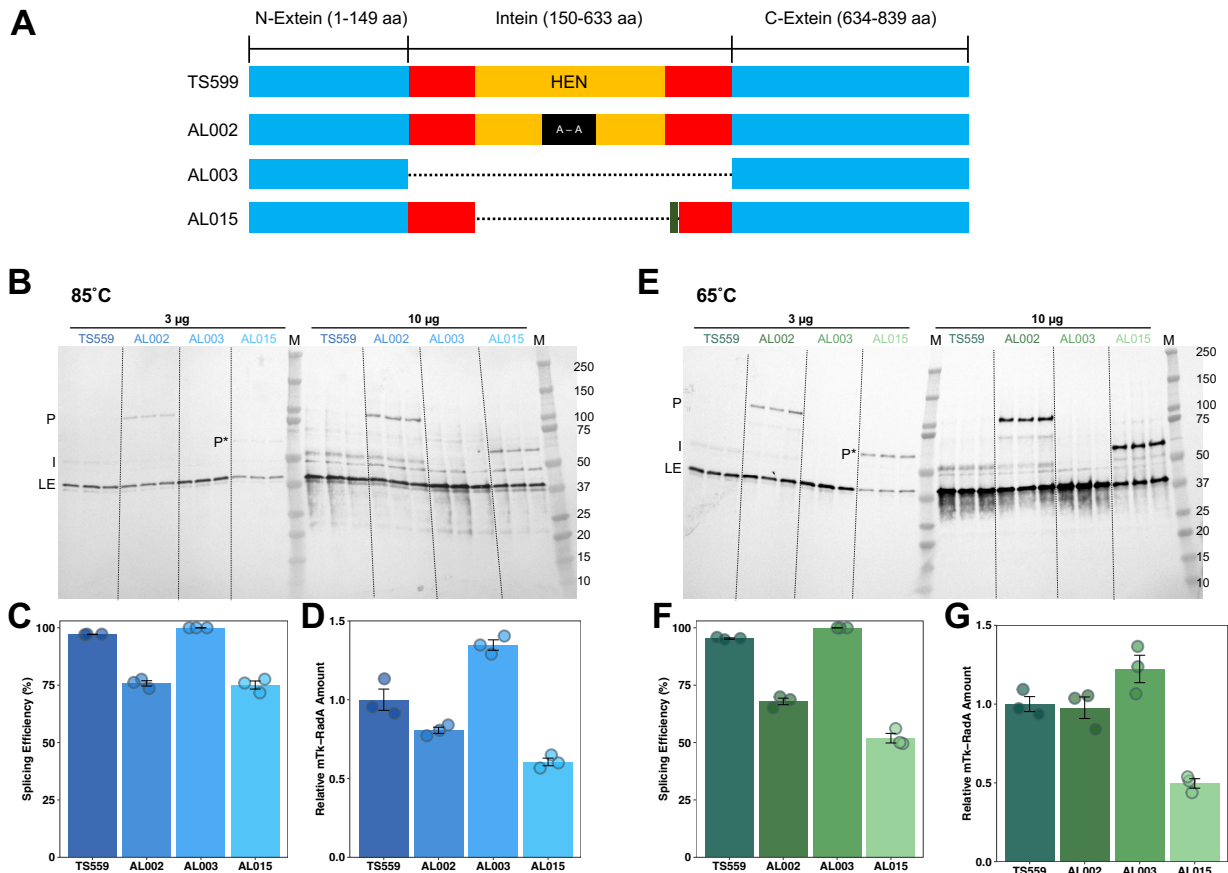 A
N-Extein (1-149 aa) Intein (150-633 aa) C-Extein (634-839 aa)
TS599 HEN
AL002 A – A
AL003
AL015
B 85˚C
3 µg 10 µg
TS559 AL002 AL003 AL015 M TS559 AL002 AL003 AL015 M
P
P*
I
LE
250
150
100
75
50
37
25
20
15
10
E 65˚C
3 µg 10 µg
TS559 AL002 AL003 AL015 M TS559 AL002 AL003 AL015 M
P
P*
I
LE
250
150
100
75
50
37
25
20
15
10
C
Splicing Efficiency (%)
100
75
50
25
0
TS559 AL002 AL003 AL015
D
Relative mTk−RadA Amount
1.5
1.0
0.5
0.0
TS559 AL002 AL003 AL015
F
Splicing Efficiency (%)
100
75
50
25
0
TS559 AL002 AL003 AL015
G
Relative mTk−RadA Amount
1.5
1.0
0.5
0.0
TS559 AL002 AL003 AL015